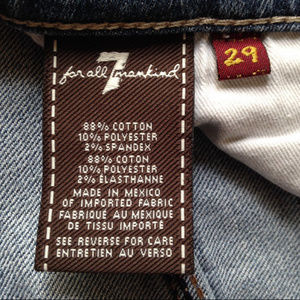 7
for all mankind
29
88% COTTON
10% POLYESTER
2% SPANDEX
88% COTON
10% POLYESTER
2% ELASTHANNE
MADE IN MEXICO
OF IMPORTED FABRIC
FABRIQUÉ AU MEXIQUE
DE TISSU IMPORTÉ
SEE REVERSE FOR CARE
ENTRETIEN AU VERSO